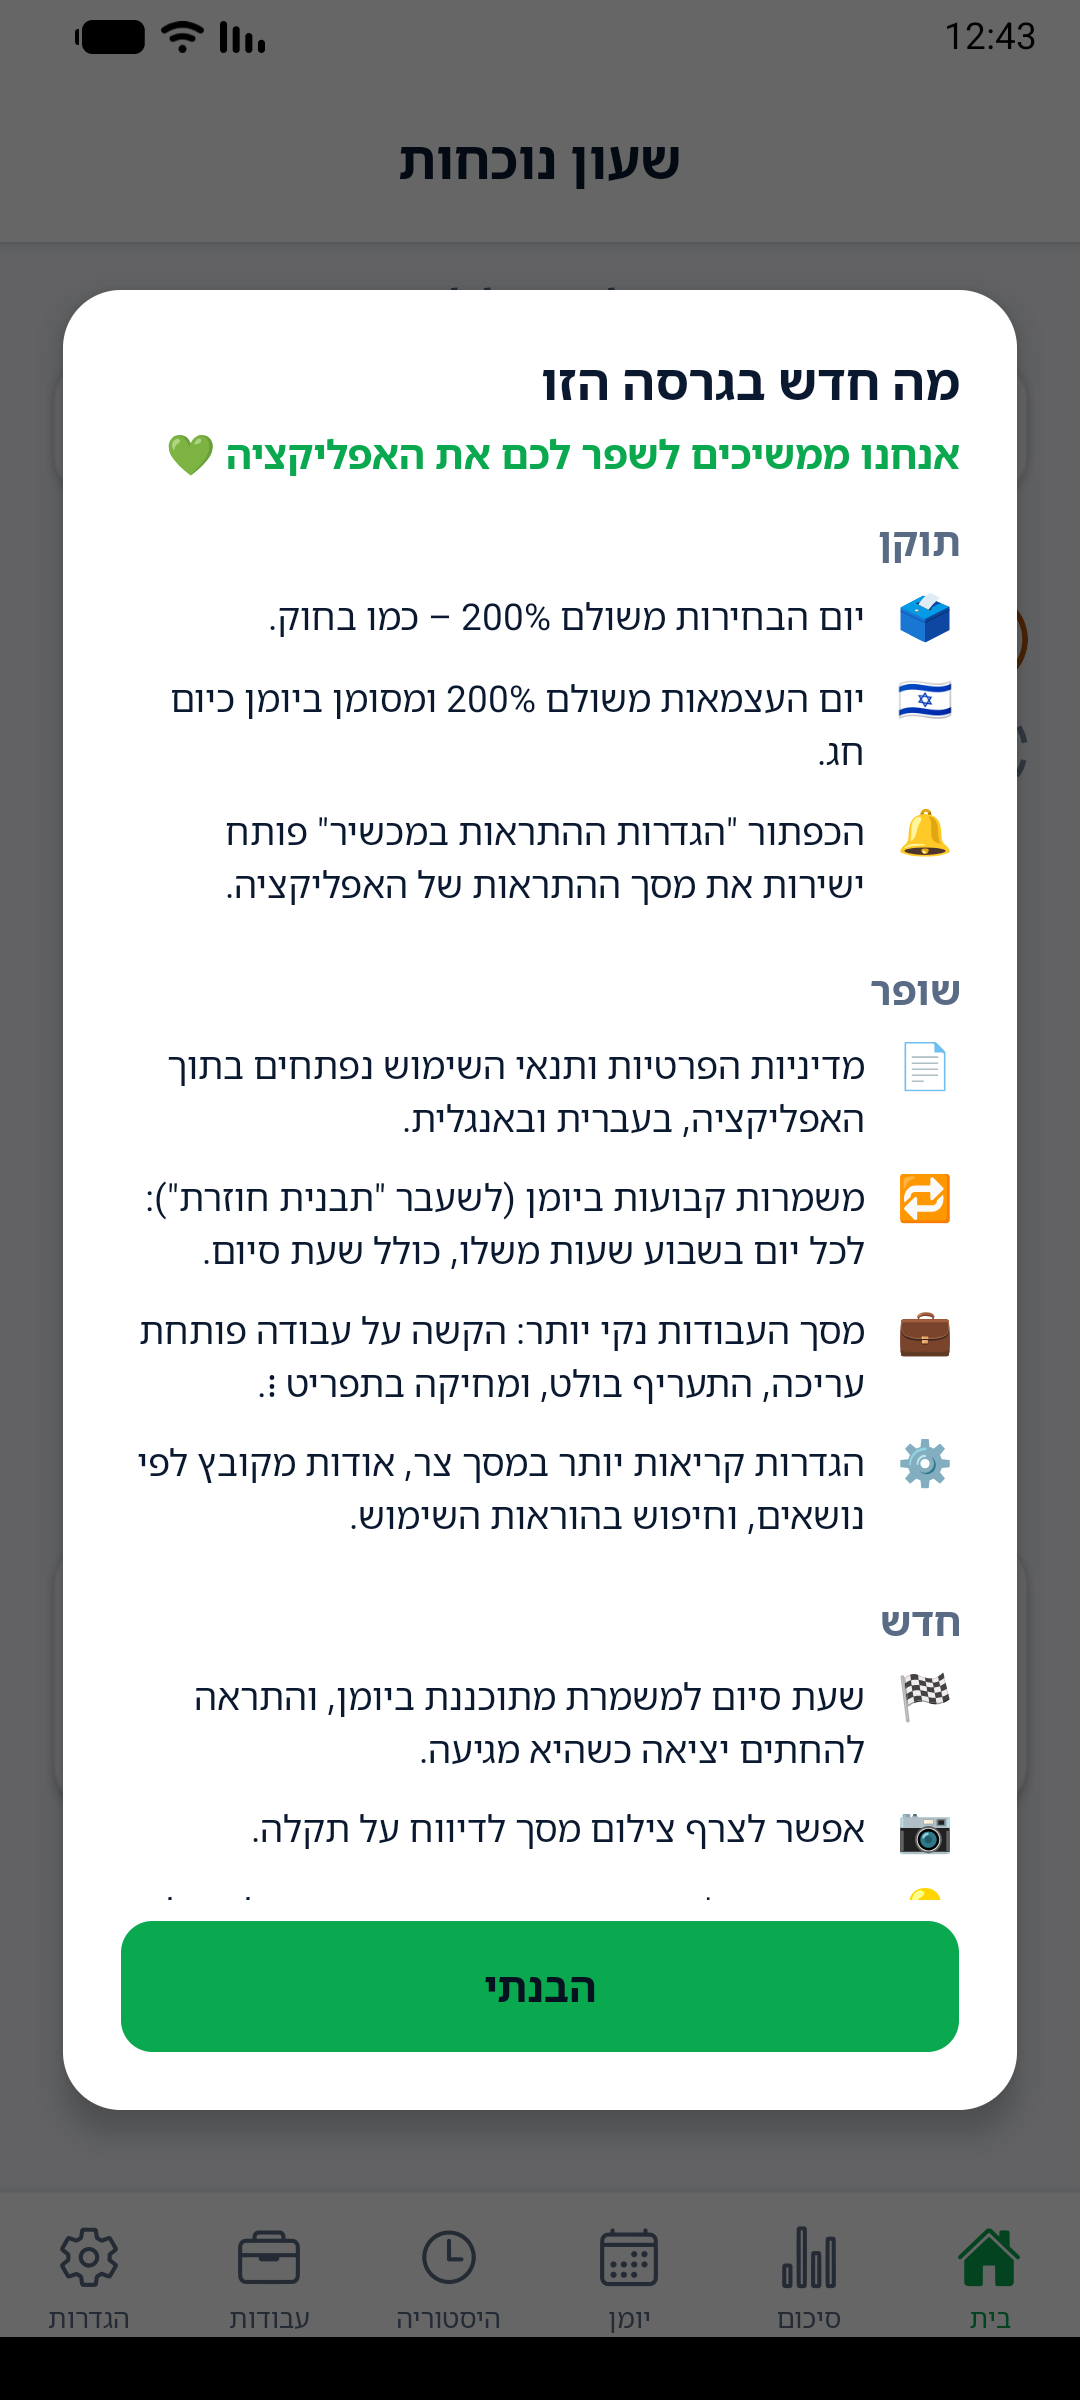 12:43
שעון נוכחות
מה חדש בגרסה הזו
אנחנו ממשיכים לשפר לכם את האפליקציה 💚
תוקן
יום הבחירות משולם 200% – כמו בחוק.
יום העצמאות משולם 200% ומסומן ביומן כיום
חג.
הכפתור "הגדרות ההתראות במכשיר" פותח
ישירות את מסך ההתראות של האפליקציה.
שופר
מדיניות הפרטיות ותנאי השימוש נפתחים בתוך
האפליקציה, בעברית ובאנגלית.
משמרות קבועות ביומן (לשעבר "תבנית חוזרת"):
לכל יום בשבוע שעות משלו, כולל שעת סיום.
מסך העבודות נקי יותר: הקשה על עבודה פותחת
עריכה, התעריף בולט, ומחיקה בתפריט ⋮.
הגדרות קריאות יותר במסך צר, אודות מקובץ לפי
נושאים, וחיפוש בהוראות השימוש.
חדש
שעת סיום למשמרת מתוכננת ביומן, והתראה
להחתים יציאה כשהיא מגיעה.
אפשר לצרף צילום מסך לדיווח על תקלה.
הבנתי
בית
סיכום
יומן
היסטוריה
עבודות
הגדרות